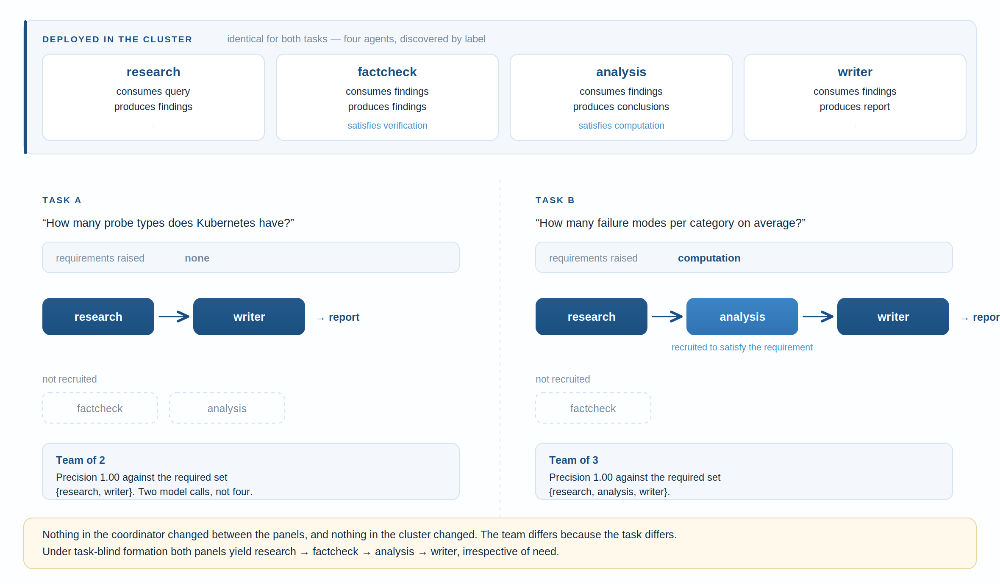 DEPLOYED IN THE CLUSTER identical for both tasks — four agents, discovered by label
research
consumes query
produces findings
factcheck
consumes findings
produces findings
satisfies verification
analysis
consumes findings
produces conclusions
satisfies computation
writer
consumes findings
produces report
TASK A
“How many probe types does Kubernetes have?”
requirements raised none
research → writer → report
not recruited
factcheck analysis
Team of 2
Precision 1.00 against the required set
{research, writer}. Two model calls, not four.
TASK B
“How many failure modes per category on average?”
requirements raised computation
research → analysis → writer → repor
recruited to satisfy the requirement
not recruited
factcheck
Team of 3
Precision 1.00 against the required set
{research, analysis, writer}.
Nothing in the coordinator changed between the panels, and nothing in the cluster changed. The team differs because the task differs.
Under task-blind formation both panels yield research → factcheck → analysis → writer, irrespective of need.